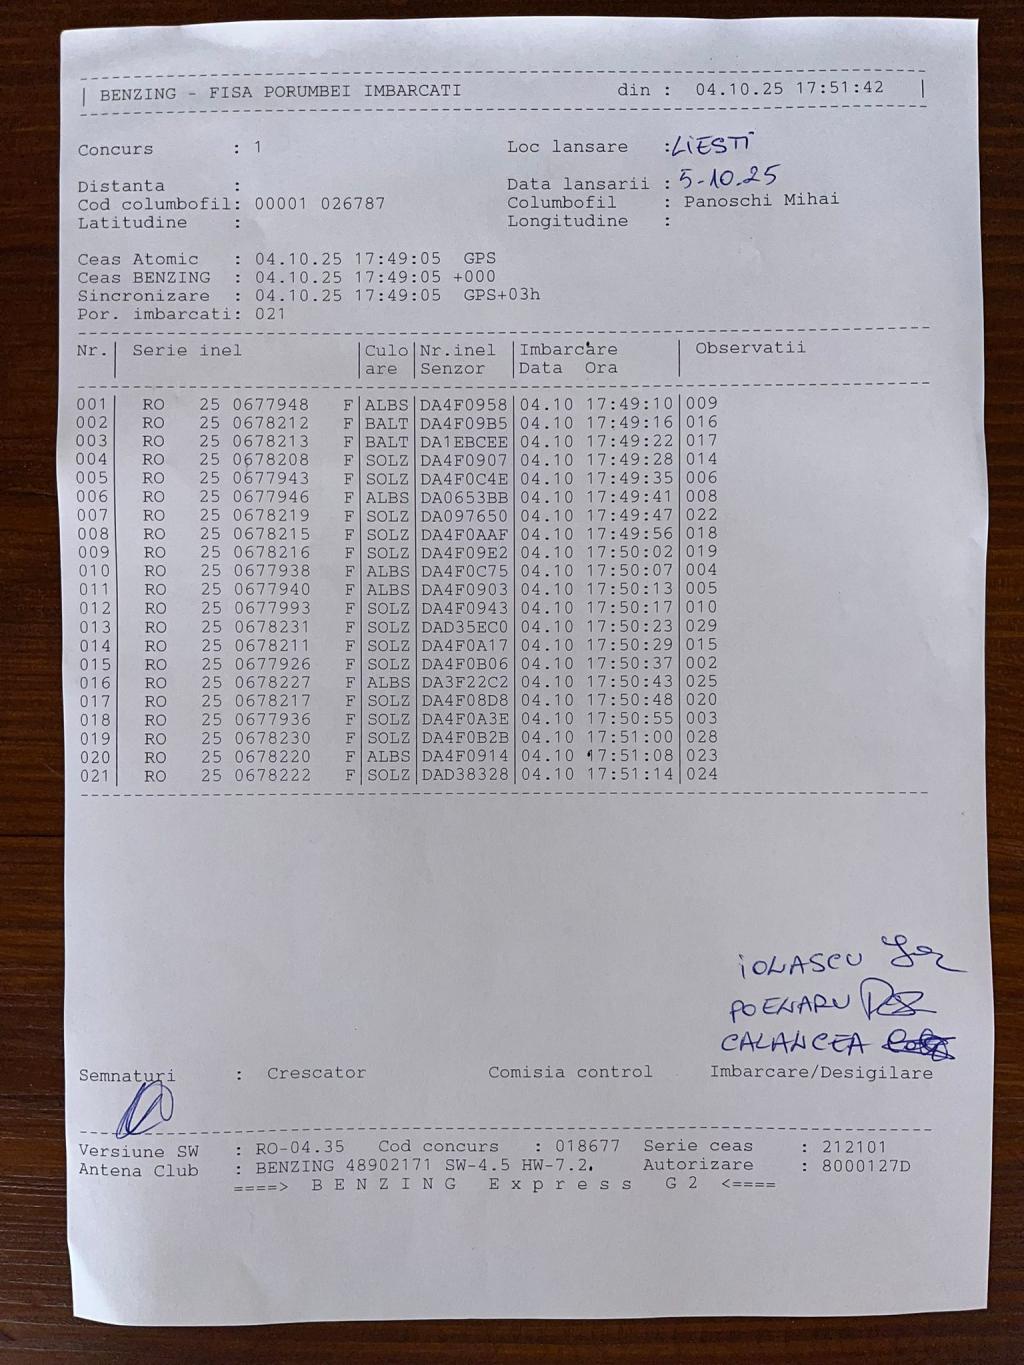 | BENZING - FISA PORUMBEI IMBARCATI din : 04.10.25 17:51:42 |
Concurs : 1 Loc lansare :LIESTI
Distanta : Data lansarii : 5-10.25
Cod columbofil: 00001 026787 Columbofil : Panoschi Mihai
Latitudine : Longitudine :
Ceas Atomic : 04.10.25 17:49:05 GPS
Ceas BENZING : 04.10.25 17:49:05 +000
Sincronizare : 04.10.25 17:49:05 GPS+03h
Por. imbarcati: 021
Nr.| Serie inel |Culo|Nr.inel |Imbarcare | Observatii
| |are |Senzor |Data Ora |
001| RO 25 0677948 F|ALBS|DA4F0958|04.10 17:49:10|009
002| RO 25 0678212 F|BALT|DA4F09B5|04.10 17:49:16|016
003| RO 25 0678213 F|BALT|DA1EBCEE|04.10 17:49:22|017
004| RO 25 0678208 F|SOLZ|DA4F0907|04.10 17:49:28|014
005| RO 25 0677943 F|SOLZ|DA4F0C4E|04.10 17:49:35|006
006| RO 25 0677946 F|ALBS|DA0653BB|04.10 17:49:41|008
007| RO 25 0678219 F|SOLZ|DA097650|04.10 17:49:47|022
008| RO 25 0678215 F|SOLZ|DA4F0AAF|04.10 17:49:56|018
009| RO 25 0678216 F|SOLZ|DA4F09E2|04.10 17:50:02|019
010| RO 25 0677938 F|ALBS|DA4F0C75|04.10 17:50:07|004
011| RO 25 0677940 F|ALBS|DA4F0903|04.10 17:50:13|005
012| RO 25 0677993 F|SOLZ|DA4F0943|04.10 17:50:17|010
013| RO 25 0678231 F|SOLZ|DAD35EC0|04.10 17:50:23|029
014| RO 25 0678211 F|SOLZ|DA4F0A17|04.10 17:50:29|015
015| RO 25 0677926 F|SOLZ|DA4F0B06|04.10 17:50:37|002
016| RO 25 0678227 F|ALBS|DA3F22C2|04.10 17:50:43|025
017| RO 25 0678217 F|SOLZ|DA4F08D8|04.10 17:50:48|020
018| RO 25 0677936 F|SOLZ|DA4F0A3E|04.10 17:50:55|003
019| RO 25 0678230 F|SOLZ|DA4F0B2B|04.10 17:51:00|028
020| RO 25 0678220 F|ALBS|DA4F0914|04.10 17:51:08|023
021| RO 25 0678222 F|SOLZ|DAD38328|04.10 17:51:14|024
IONASCU
POENARU
CALANCEA
Semnaturi : Crescator Comisia control Imbarcare/Desigilare
Versiune SW : RO-04.35 Cod concurs : 018677 Serie ceas : 212101
Antena Club : BENZING 48902171 SW-4.5 HW-7.2. Autorizare : 8000127D
====> B E N Z I N G E x p r e s s G 2 <====